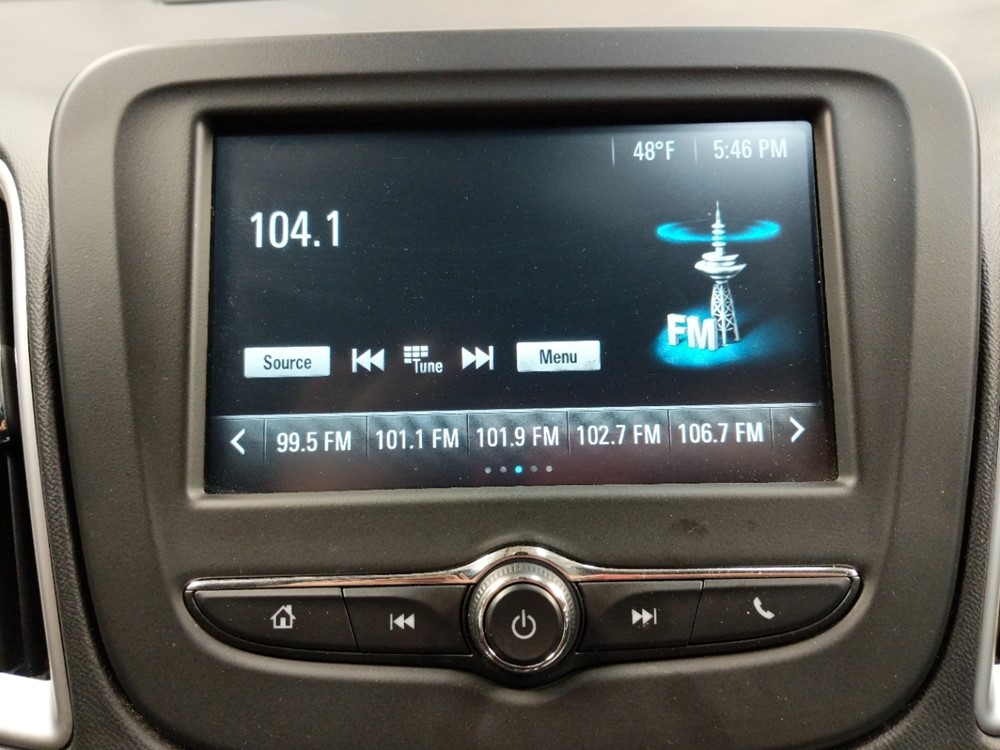 48°F 5:46 PM
104.1
FM
Source Tune Menu
99.5 FM 101.1 FM 101.9 FM 102.7 FM 106.7 FM